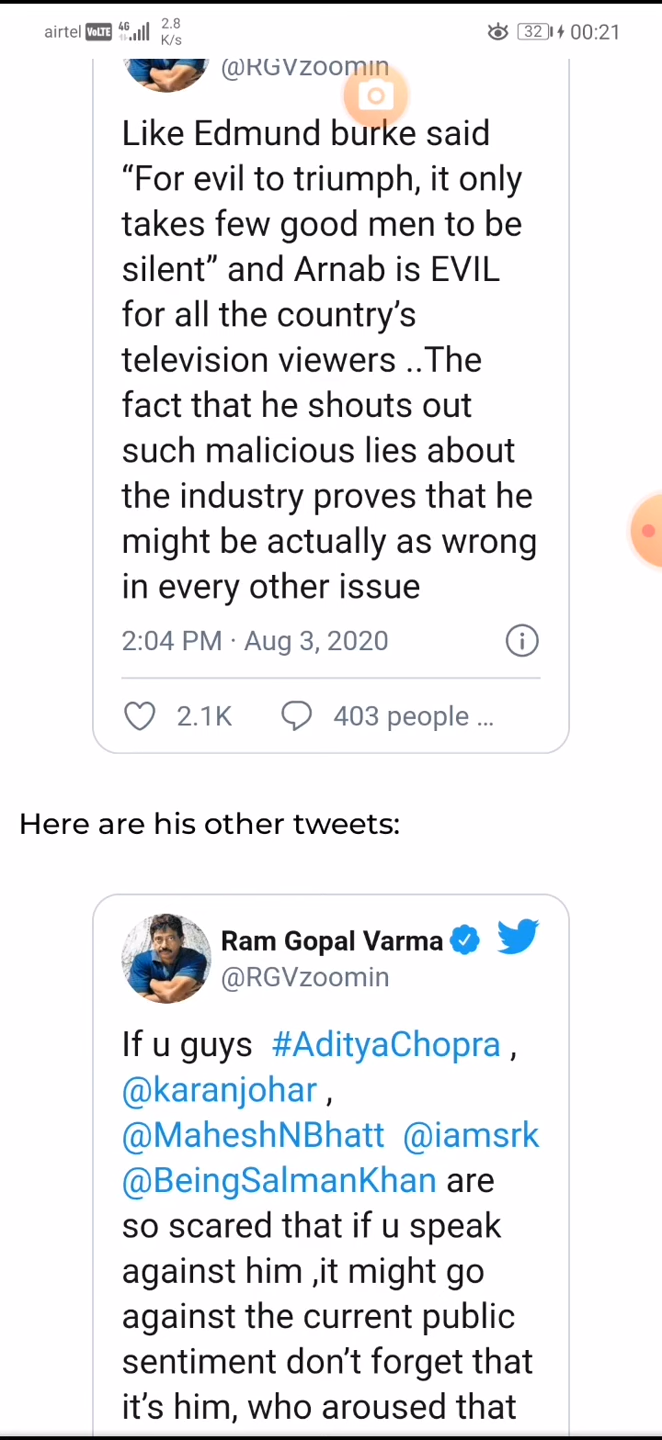 airtel VoLTE 4G 2.8 K/s 32 00:21
@RGVzoomin
Like Edmund burke said
“For evil to triumph, it only
takes few good men to be
silent” and Arnab is EVIL
for all the country’s
television viewers ..The
fact that he shouts out
such malicious lies about
the industry proves that he
might be actually as wrong
in every other issue
2:04 PM · Aug 3, 2020
2.1K 403 people ...
Here are his other tweets:
Ram Gopal Varma
@RGVzoomin
If u guys #AdityaChopra ,
@karanjohar ,
@MaheshNBhatt @iamsrk
@BeingSalmanKhan are
so scared that if u speak
against him ,it might go
against the current public
sentiment don’t forget that
it’s him, who aroused that